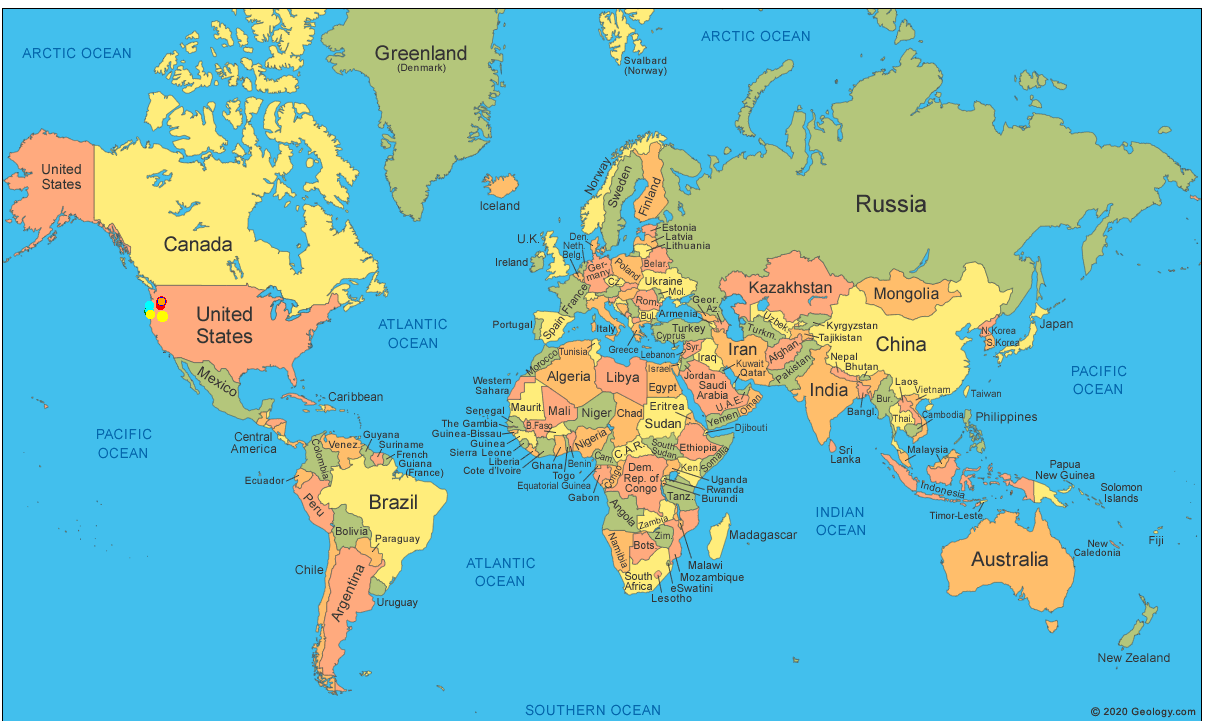 ARCTIC OCEAN
Greenland
(Denmark)
Svalbard
(Norway)
ARCTIC OCEAN
United
States
Canada
Iceland
Norway
Sweden
Finland
Russia
Estonia
Latvia
Lithuania
U.K.
Ireland
Den.
Neth.
Belg.
Ger-
many
Poland
Belar.
Cz.
Ukraine
Mol.
France
Rom.
Bul.
Spain
Portugal
Italy
Greece
Geor.
Armenia
Az.
Turkey
Cyprus
Lebanon
Syr.
Israel
Iraq
Jordan
Kuwait
Qatar
Iran
Kazakhstan
Uzbek.
Turkm.
Kyrgyzstan
Tajikistan
Afghan.
Pakistan
Mongolia
China
N. Korea
S.Korea
Japan
Nepal
Bhutan
India
Bangl.
Bur.
Laos
Vietnam
Thai.
Cambodia
Taiwan
Philippines
Sri
Lanka
Malaysia
Indonesia
Timor-Leste
Papua
New Guinea
Solomon
Islands
PACIFIC
OCEAN
United
States
ATLANTIC
OCEAN
Mexico
Caribbean
Central
America
PACIFIC
OCEAN
Venez.
Guyana
Suriname
French
Guiana
(France)
Colombia
Ecuador
Peru
Brazil
Bolivia
Paraguay
Chile
Argentina
Uruguay
ATLANTIC
OCEAN
Morocco
Tunisia
Western
Sahara
Algeria
Libya
Egypt
Saudi
Arabia
U.A.E.
Oman
Yemen
Maurit.
Mali
Niger
Chad
Eritrea
Sudan
Senegal
The Gambia
Guinea-Bissau
Guinea
Sierra Leone
Liberia
Cote d'Ivoire
B.Faso
Ghana
Togo
Benin
Nigeria
Cam.
C.A.R.
South
Sudan
Ethiopia
Djibouti
Somalia
Equatorial Guinea
Gabon
Congo
Dem.
Rep. of
Congo
Ken.
Uganda
Rwanda
Burundi
Tanz.
Angola
Zambia
Zim.
Namibia
Bots.
South
Africa
Malawi
Mozambique
eSwatini
Lesotho
Madagascar
INDIAN
OCEAN
Australia
New
Caledonia
Fiji
New Zealand
SOUTHERN OCEAN
© 2020 Geology.com